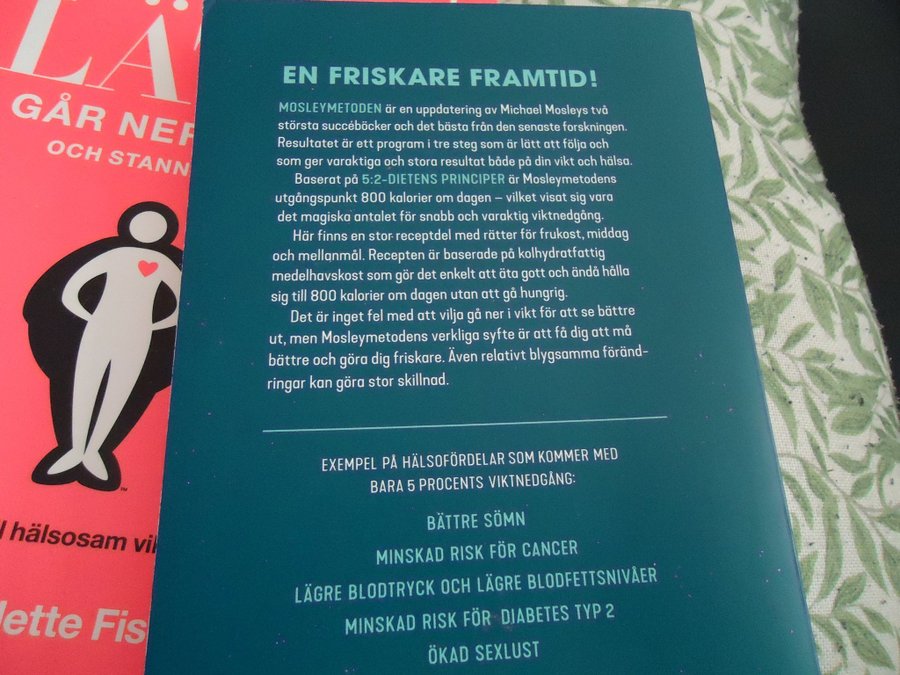 LÄT
GÅR NER
OCH STANN
™
hälsosam vik
lette Fis
EN FRISKARE FRAMTID!
MOSLEYMETODEN är en uppdatering av Michael Mosleys två
största succéböcker och det bästa från den senaste forskningen.
Resultatet är ett program i tre steg som är lätt att följa och
som ger varaktiga och stora resultat både på din vikt och hälsa.
Baserat på 5:2-DIETENS PRINCIPER är Mosleymetodens
utgångspunkt 800 kalorier om dagen – vilket visat sig vara
det magiska antalet för snabb och varaktig viktnedgång.
Här finns en stor receptdel med rätter för frukost, middag
och mellanmål. Recepten är baserade på kolhydratfattig
medelhavskost som gör det enkelt att äta gott och ändå hålla
sig till 800 kalorier om dagen utan att gå hungrig.
Det är inget fel med att vilja gå ner i vikt för att se bättre
ut, men Mosleymetodens verkliga syfte är att få dig att må
bättre och göra dig friskare. Även relativt blygsamma föränd-
ringar kan göra stor skillnad.
EXEMPEL PÅ HÄLSOFÖRDELAR SOM KOMMER MED
BARA 5 PROCENTS VIKTNEDGÅNG:
BÄTTRE SÖMN
MINSKAD RISK FÖR CANCER
LÄGRE BLODTRYCK OCH LÄGRE BLODFETTSNIVÅER
MINSKAD RISK FÖR DIABETES TYP 2
ÖKAD SEXLUST